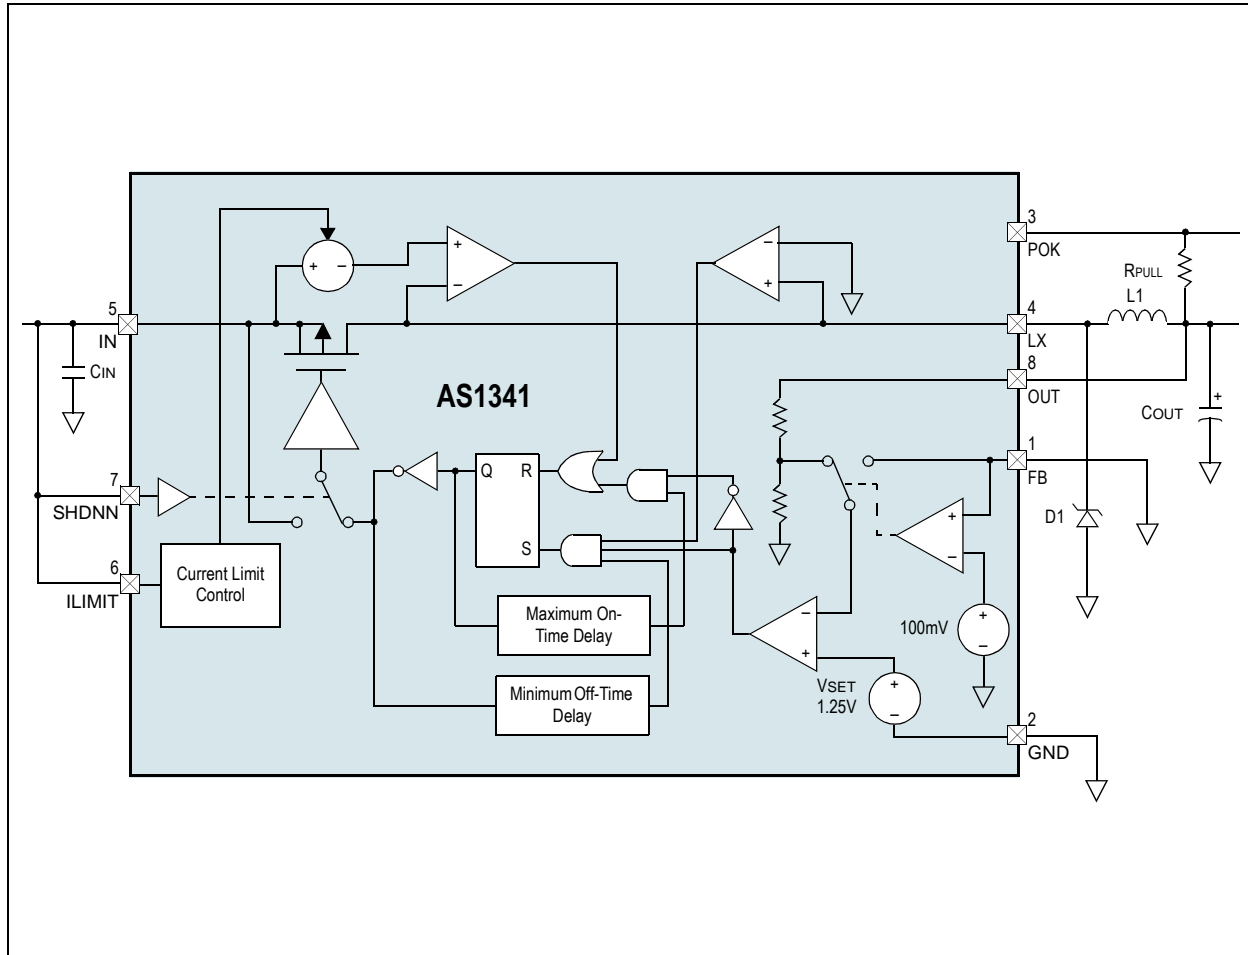 3
POK
RPULL
L1
5
IN
4
LX
CIN
8
OUT
AS1341
COUT
+
1
FB
7
SHDNN
Q
R
S
D1
6
ILIMIT
Current Limit
Control
Maximum On-
Time Delay
100mV
Minimum Off-Time
Delay
VSET
1.25V
2
GND
+
−
+
−
−
+
+
−
−
+
+
−
+
−